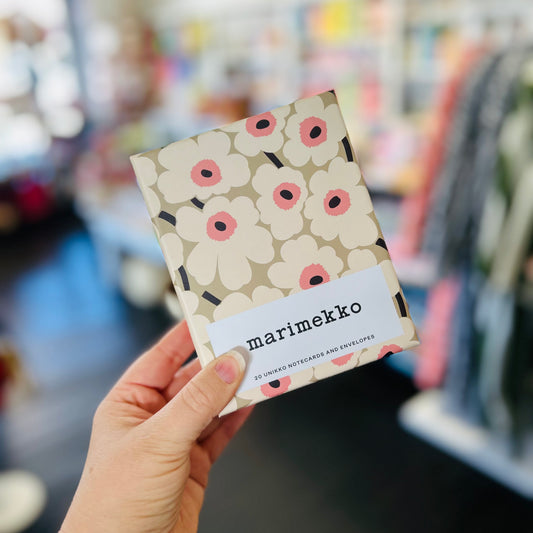 marimekko
20 UNIKKO NOTECARDS AND ENVELOPES